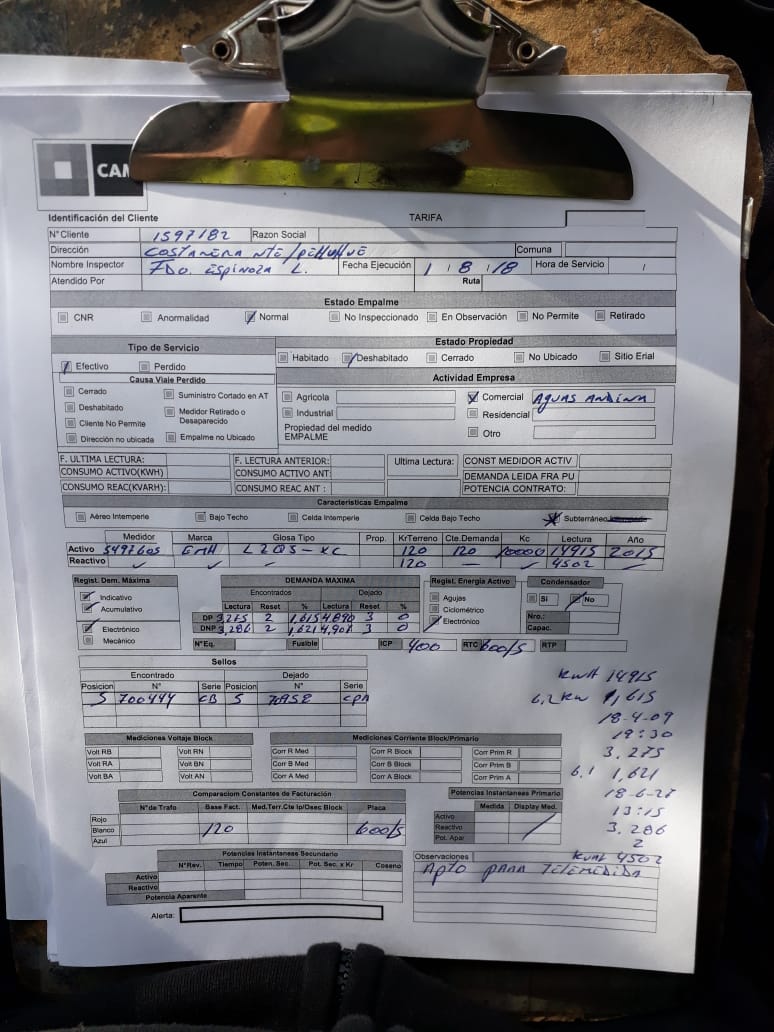 CAM
Identificación del Cliente TARIFA
N°Cliente 1597182 Razon Social
Dirección COSTANERA NTE/PELLUHUE Comuna
Nombre Inspector FDO. ESPINOZA L. Fecha Ejecución 1 / 8 / 18 Hora de Servicio /
Atendido Por Ruta
Estado Empalme
CNR Anormalidad Normal No Inspeccionado En Observación No Permite Retirado
Tipo de Servicio Estado Propiedad
Efectivo Perdido Habitado Deshabitado Cerrado No Ubicado Sitio Erial
Causa Viale Perdido Actividad Empresa
Cerrado Suministro Cortado en AT Agricola Comercial AGUAS ANDINA
Deshabitado Medidor Retirado o Desaparecido Industrial Residencial
Cliente No Permite Propiedad del medido
Dirección no ubicada Empalme no Ubicado EMPALME Otro
F. ULTIMA LECTURA: F. LECTURA ANTERIOR: Ultima Lectura: CONST MEDIDOR ACTIV
CONSUMO ACTIVO(KWH) CONSUMO ACTIVO ANT: DEMANDA LEIDA FRA PU
CONSUMO REAC(KVARH): CONSUMO REAC ANT : POTENCIA CONTRATO:
Caracteristicas Empalme
Aéreo Intemperie Bajo Techo Celda Intemperie Celda Bajo Techo Subterráneo
Medidor Marca Glosa Tipo Prop. KrTerreno Cte.Demanda Kc Lectura Año
Activo 5497605 EMH LZQS-XC 120 120 10000 14915 2015
Reactivo 120 — 4502
Regist. Dem. Máxima DEMANDA MAXIMA Regist. Energía Activo Condensador
Indicativo Encontrados Dejado Agujas Si No
Acumulativo Lectura Reset % Lectura Reset % Ciclométrico Nro.:
Electrónico DP 3,275 2 1,615 4,890 3 0 Electrónico Capac.
Mecánico DNP 3,286 2 1,621 4,907 3 0
N°Eq. Fusible ICP 400 RTC 600/5 RTP
Sellos
Encontrado Dejado
Posicion N° Serie Posicion N° Serie
S 700444 CB S CPA
kWH 14915
6,2 KW 1,615
18-4-09
19:30
3.275
6.1 1,621
13:15
3.286
2
kVAR 4502
Mediciones Voltaje Block Mediciones Corriente Block/Primario
Volt RB Volt RN Corr R Med Corr R Block Corr Prim R
Volt RA Volt BN Corr B Med Corr B Block Corr Prim B
Volt BA Volt AN Corr A Med Corr A Block Corr Prim A
Comparaciom Constantes de Facturación Potencias Instantaneas Primario
N°de Trafo Base Fact. Med.Terr.Cte Ip/Dsec Block Placa Medida Display Med.
Rojo Activo
Blanco 120 600/5 Reactivo
Azul Pot. Apar
Potencias Instantaneas Secundario
N°Rev. Tiempo Poten. Sec. Pot. Sec. x Kr Coseno
Activo
Reactivo
Potencia Aparente
Observaciones
APTO PARA TELEMEDIDA
Alerta: